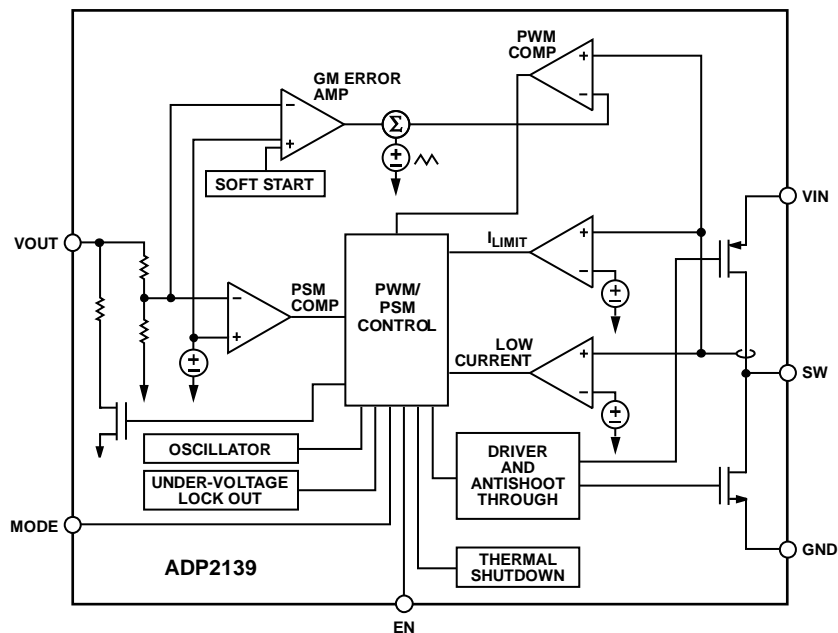 PWM
COMP
GM ERROR
AMP
+
−
−
+
Σ
+
−
SOFT START
VIN
VOUT
ILIMIT
+
−
+
−
PSM
COMP
−
+
PWM/
PSM
CONTROL
+
−
LOW
CURRENT
+
−
+
−
SW
OSCILLATOR
UNDER-VOLTAGE
LOCK OUT
DRIVER
AND
ANTISHOOT
THROUGH
MODE
GND
ADP2139
THERMAL
SHUTDOWN
EN